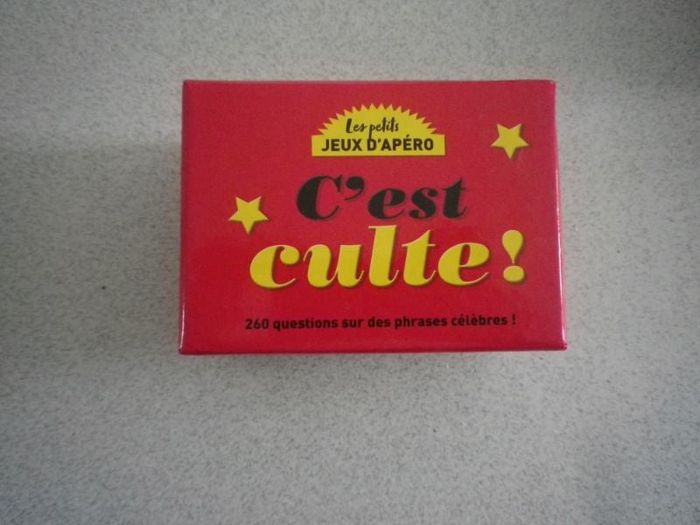 Les petits
JEUX D'APÉRO
C'est
culte !
260 questions sur des phrases célèbres !